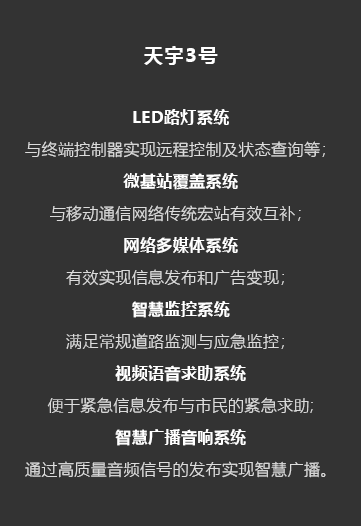 天宇3号
LED路灯系统
与终端控制器实现远程控制及状态查询等；
微基站覆盖系统
与移动通信网络传统宏站有效互补；
网络多媒体系统
有效实现信息发布和广告变现；
智慧监控系统
满足常规道路监测与应急监控；
视频语音求助系统
便于紧急信息发布与市民的紧急求助;
智慧广播音响系统
通过高质量音频信号的发布实现智慧广播。